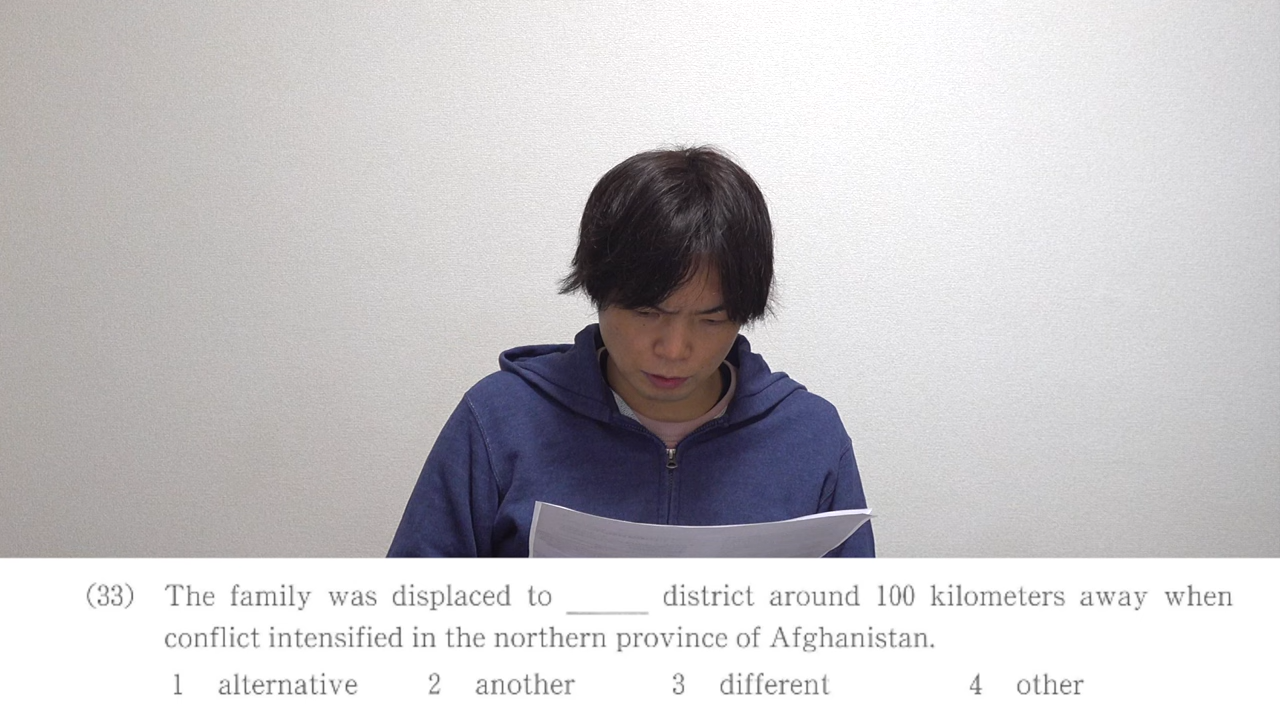 (33) The family was displaced to ______ district around 100 kilometers away when
conflict intensified in the northern province of Afghanistan.
1 alternative 2 another 3 different 4 other